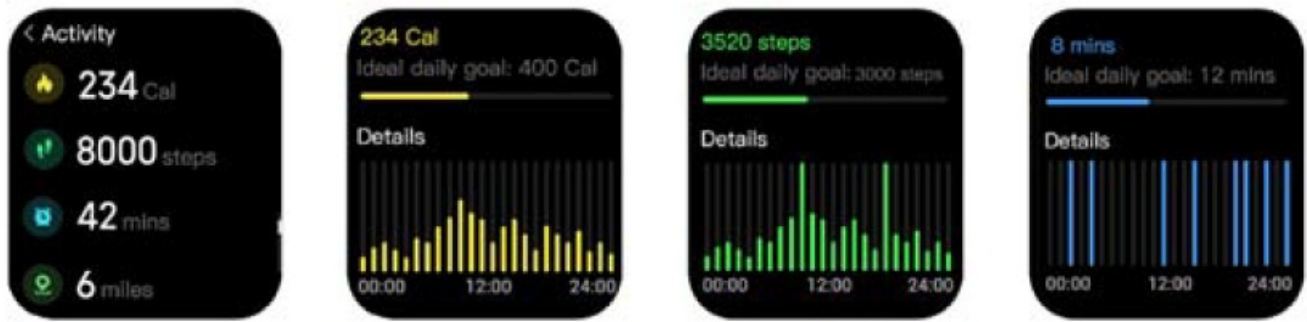 < Activity
234 Cal
8000 steps
42 mins
6 miles
234 Cal
Ideal daily goal: 400 Cal
Details
00:00 12:00 24:00
3520 steps
Ideal daily goal: 3000 steps
Details
00:00 12:00 24:00
8 mins
Ideal daily goal: 12 mins
Details
00:00 12:00 24:00